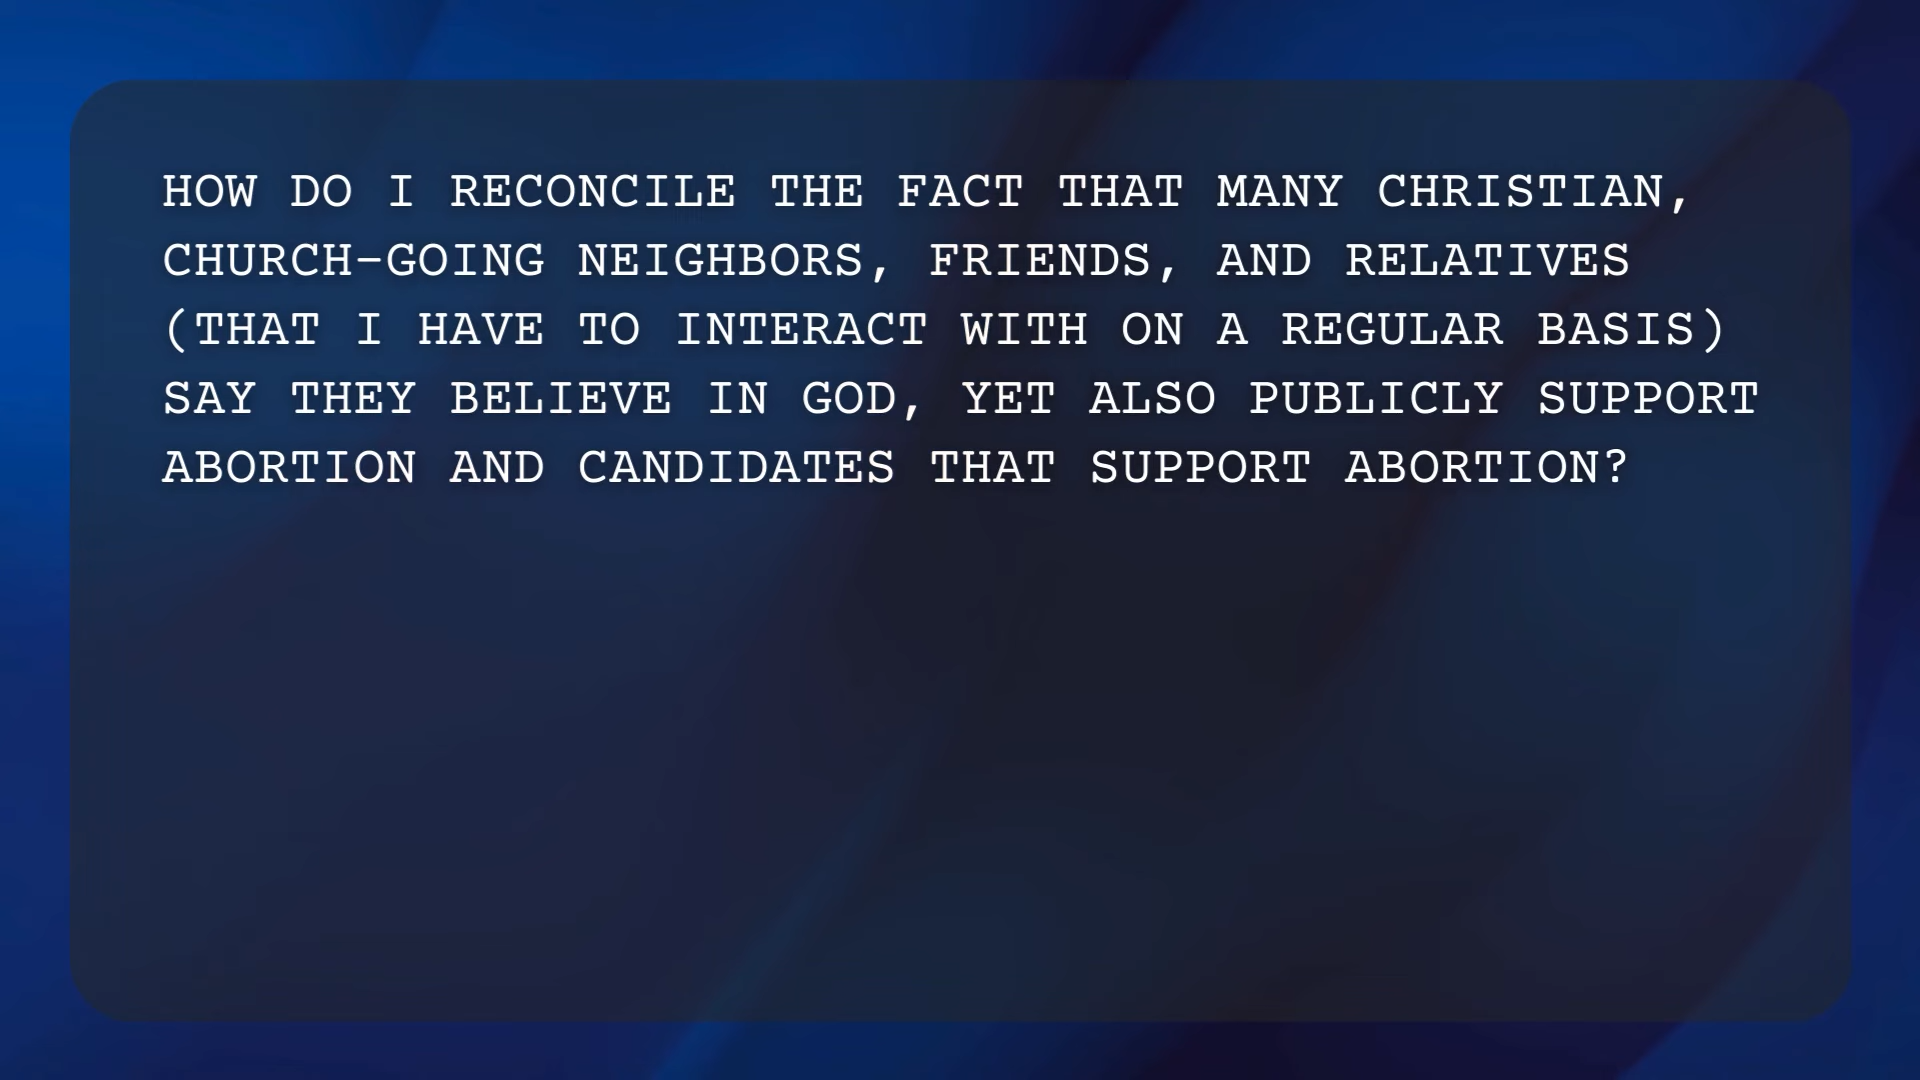 HOW DO I RECONCILE THE FACT THAT MANY CHRISTIAN,
CHURCH-GOING NEIGHBORS, FRIENDS, AND RELATIVES
(THAT I HAVE TO INTERACT WITH ON A REGULAR BASIS)
SAY THEY BELIEVE IN GOD, YET ALSO PUBLICLY SUPPORT
ABORTION AND CANDIDATES THAT SUPPORT ABORTION?